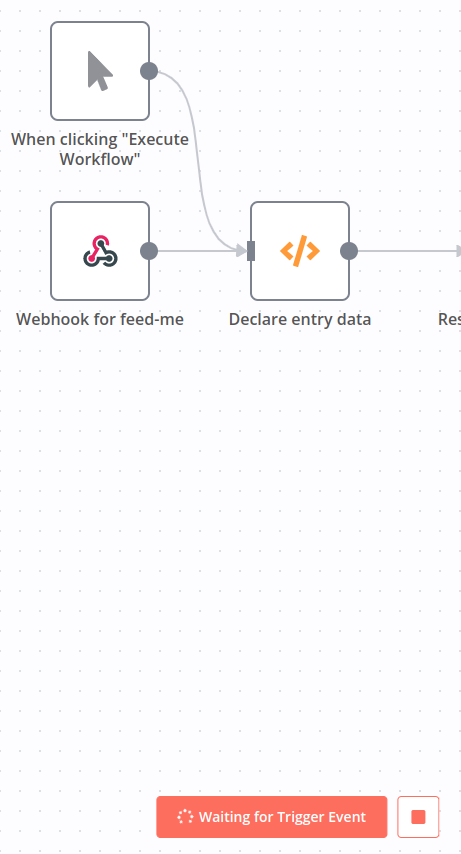 When clicking "Execute
Workflow"
Webhook for feed-me
Declare entry data
Res
Waiting for Trigger Event